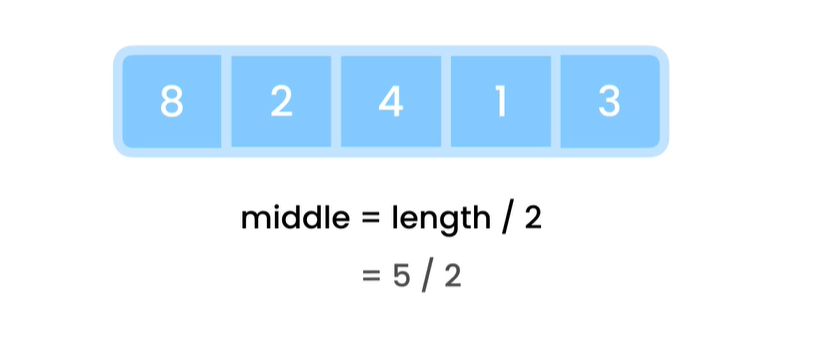 8 2 4 1 3
middle = length / 2
= 5 / 2